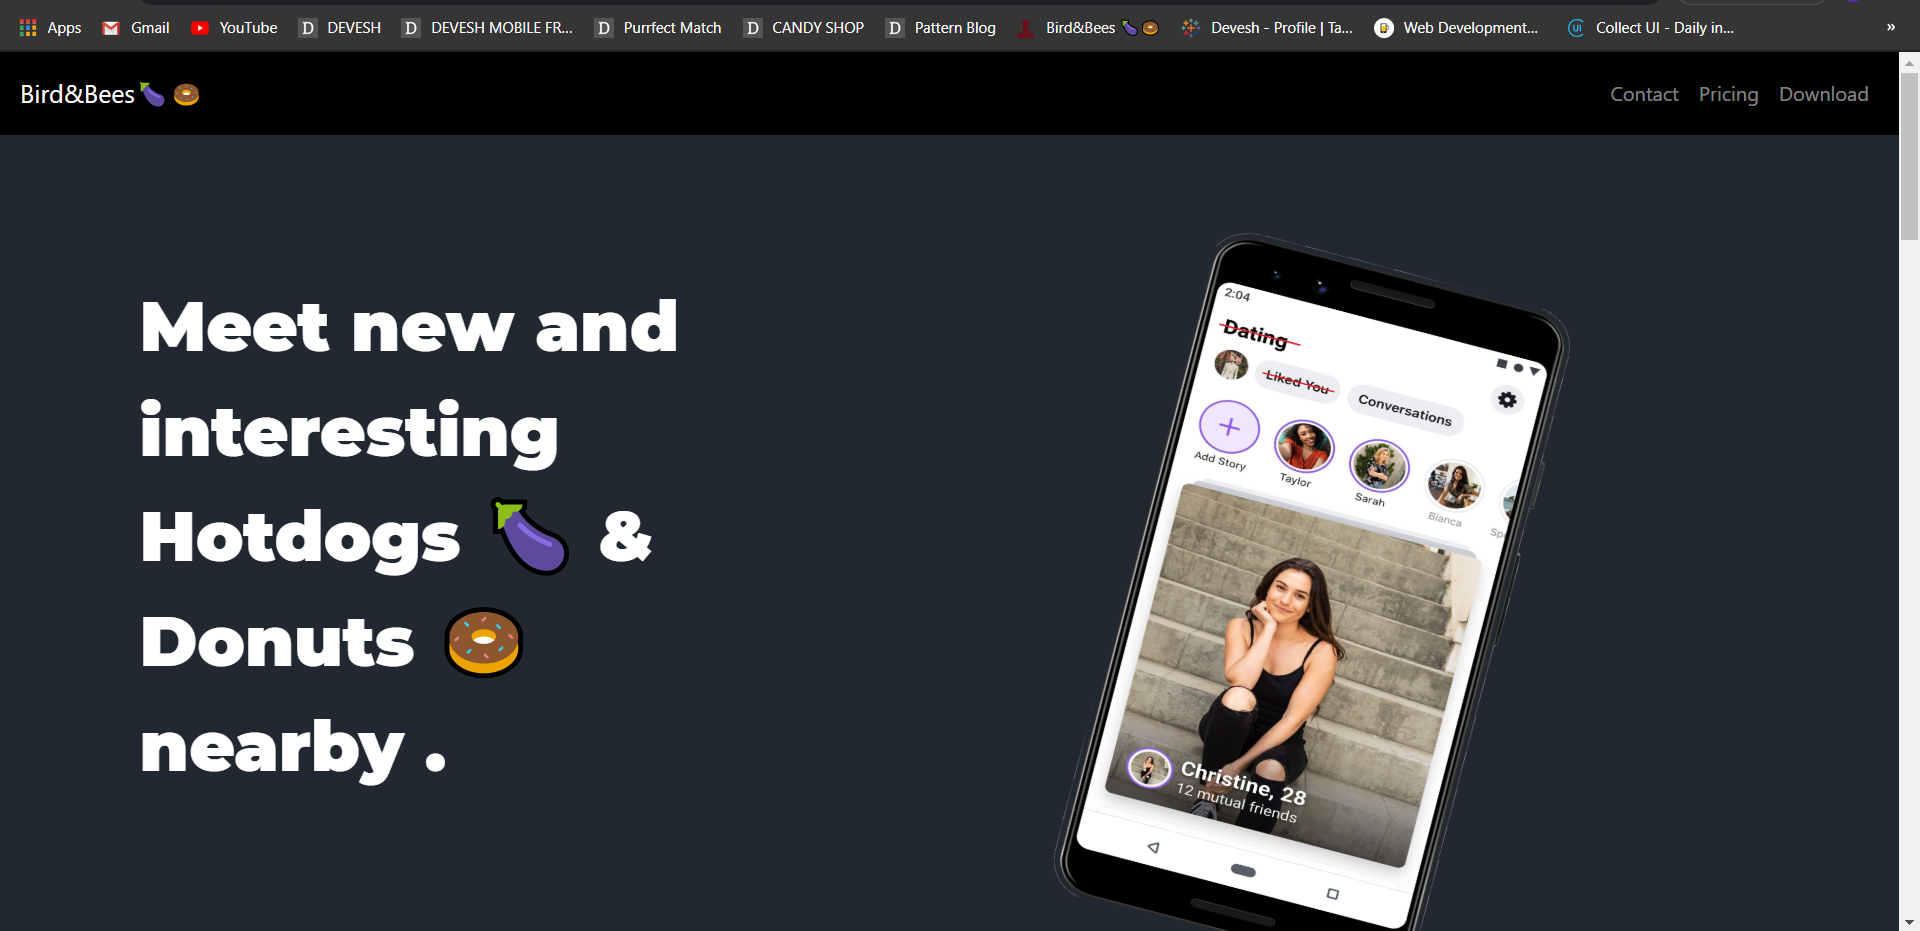 Apps Gmail YouTube DEVESH DEVESH MOBILE FR... Purrfect Match CANDY SHOP Pattern Blog Bird&Bees 🍆🍩 Devesh - Profile | Ta... Web Development... Collect UI - Daily in... »
Bird&Bees🍆 🍩
Contact Pricing Download
Meet new and
interesting
Hotdogs 🍆 &
Donuts 🍩
nearby .
2:04
Dating
Liked You
Conversations
Add Story
Taylor
Sarah
Bianca
Christine, 28
12 mutual friends